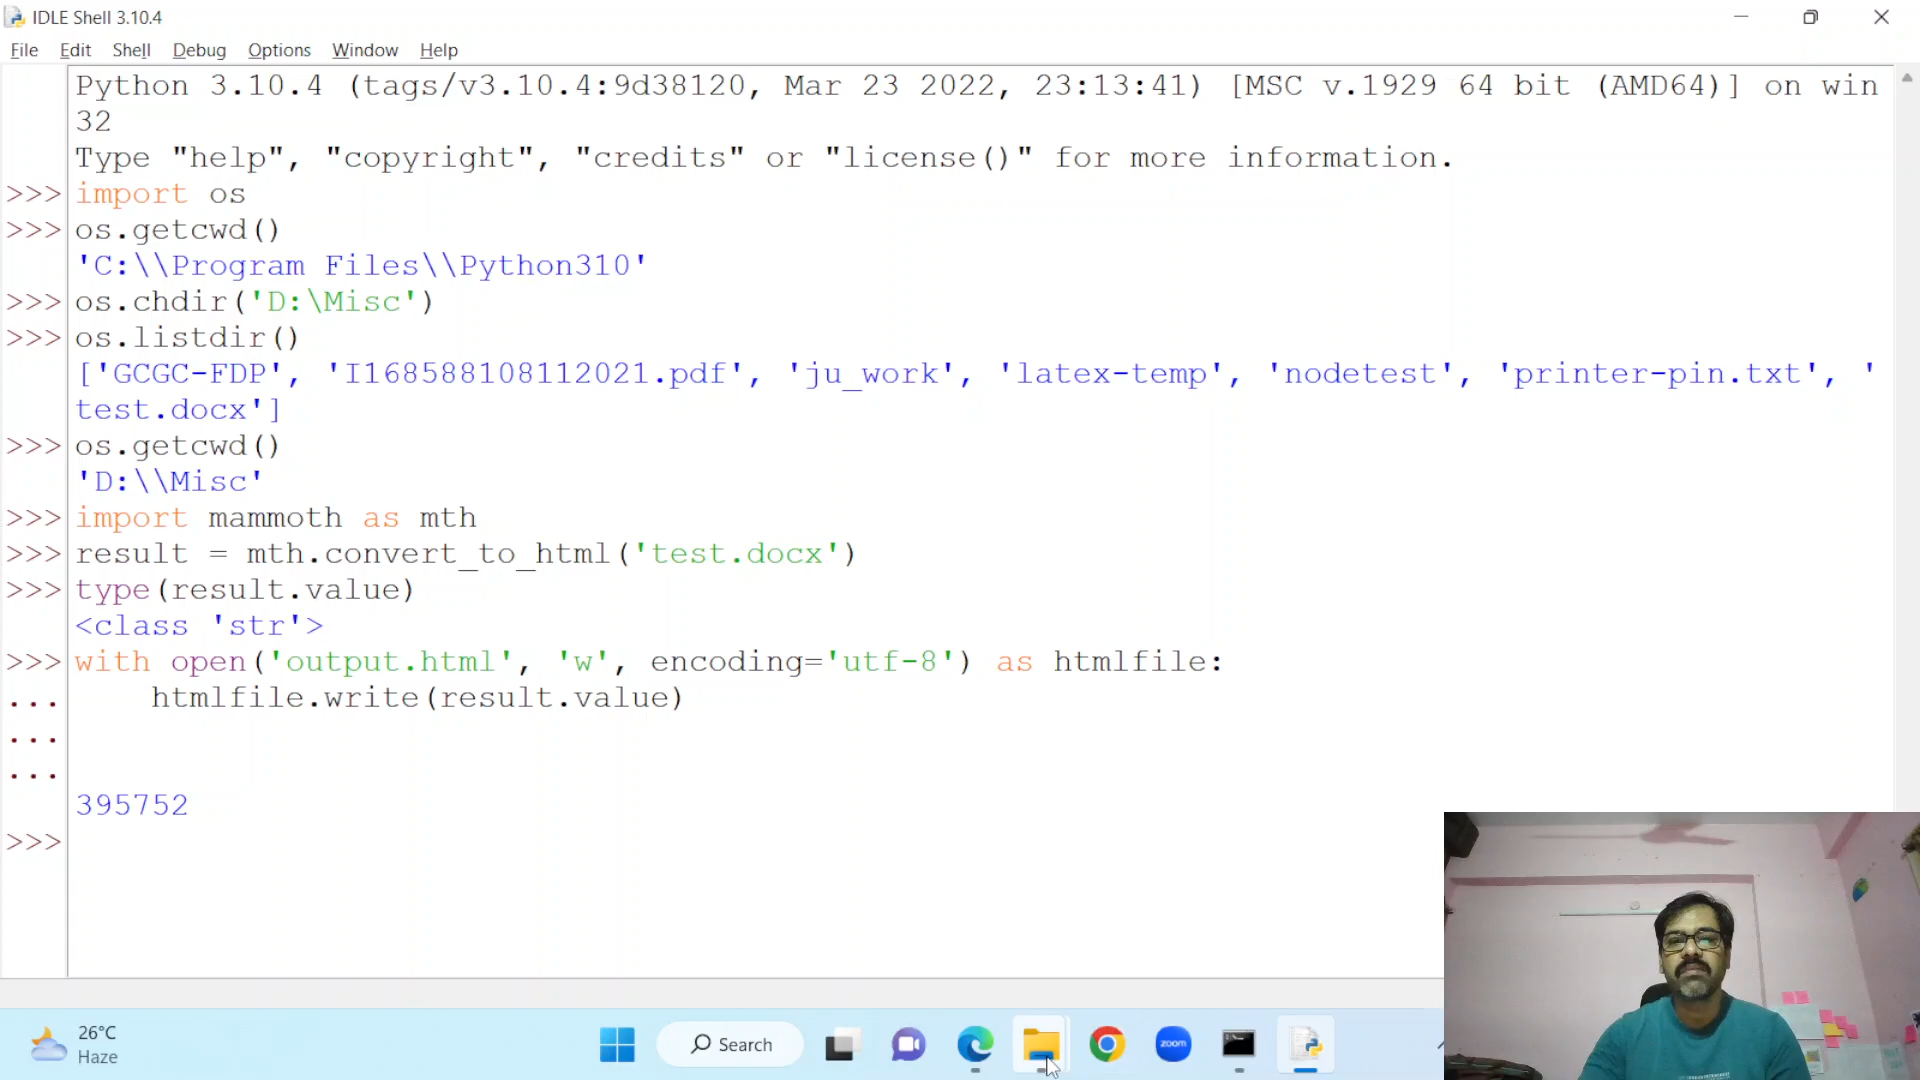 IDLE Shell 3.10.4
File Edit Shell Debug Options Window Help
Python 3.10.4 (tags/v3.10.4:9d38120, Mar 23 2022, 23:13:41) [MSC v.1929 64 bit (AMD64)] on win
32
Type "help", "copyright", "credits" or "license()" for more information.
>>> import os
>>> os.getcwd()
'C:\\Program Files\\Python310'
>>> os.chdir('D:\Misc')
>>> os.listdir()
['GCGC-FDP', 'I168588108112021.pdf', 'ju_work', 'latex-temp', 'nodetest', 'printer-pin.txt', '
test.docx']
>>> os.getcwd()
'D:\\Misc'
>>> import mammoth as mth
>>> result = mth.convert_to_html('test.docx')
>>> type(result.value)
<class 'str'>
>>> with open('output.html', 'w', encoding='utf-8') as htmlfile:
...     htmlfile.write(result.value)
...
...
395752
>>>
26°C
Haze
Search
zoom